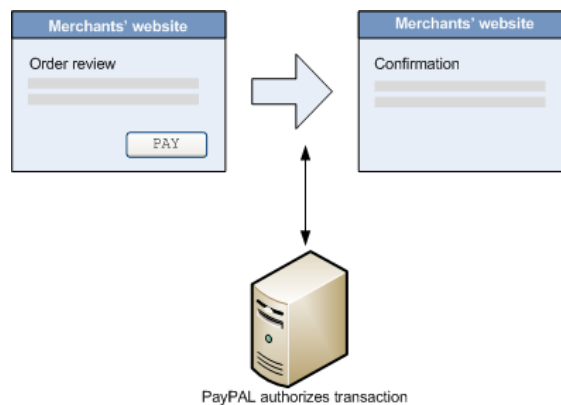 Merchants' website
Order review
PAY
Merchants' website
Confirmation
PayPAL authorizes transaction